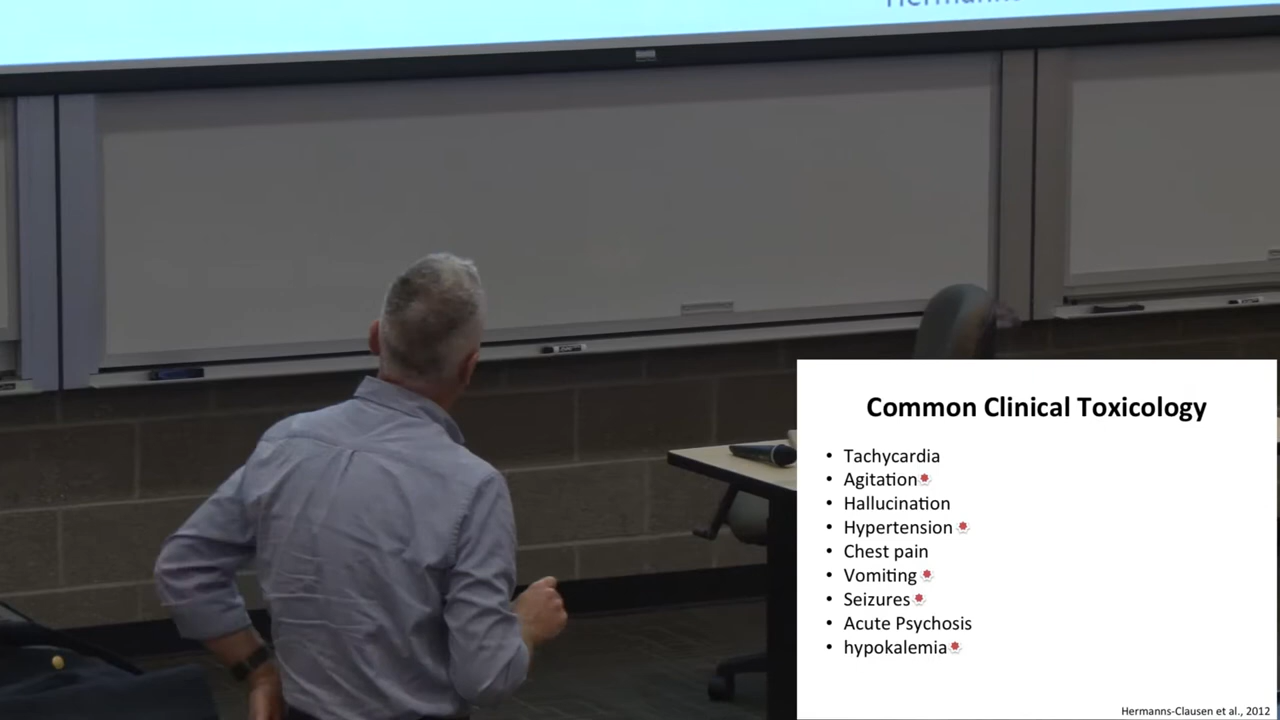 Hermanns
Common Clinical Toxicology
• Tachycardia
• Agitation
• Hallucination
• Hypertension
• Chest pain
• Vomiting
• Seizures
• Acute Psychosis
• hypokalemia
Hermanns-Clausen et al., 2012